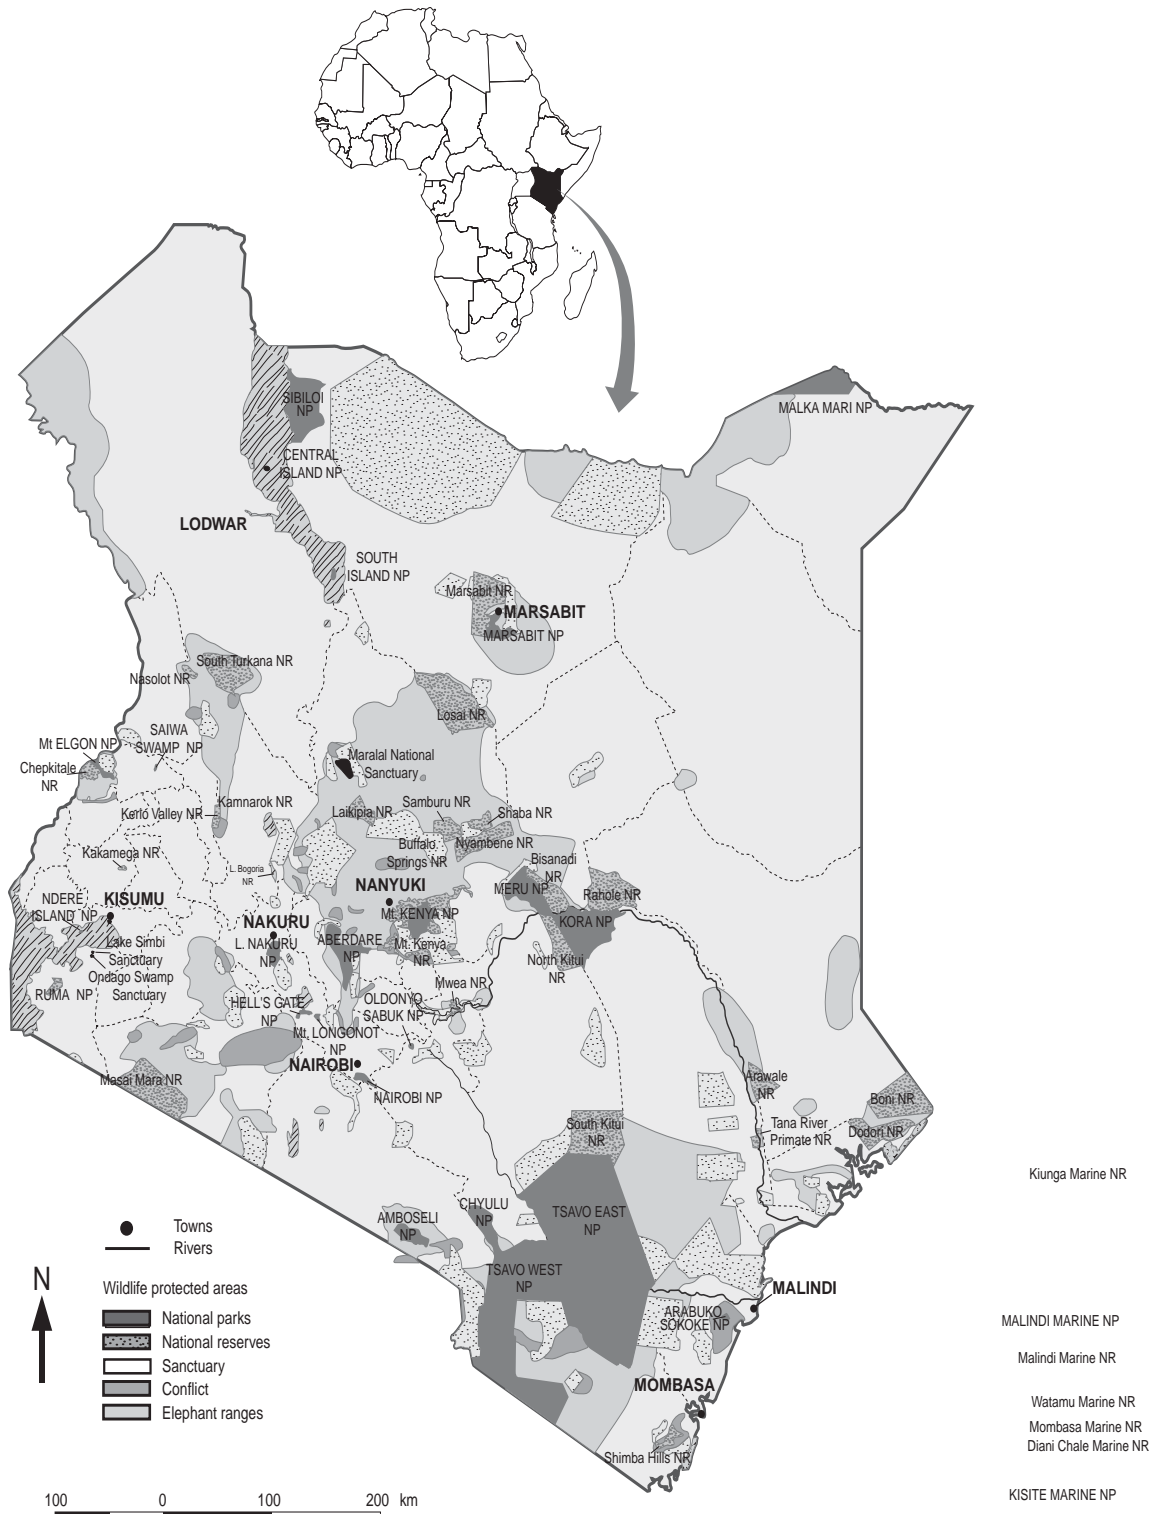 SIBILOI
NP
MALKA MARI NP
CENTRAL
ISLAND NP
LODWAR
SOUTH
ISLAND NP
Marsabit NR
MARSABIT
MARSABIT NP
South Turkana NR
Nasolot NR
Losai NR
SAIWA
SWAMP NP
Mt ELGON NP
Chepkitale
NR
Maralal National
Sanctuary
Kamnarok NR
Kerio Valley NR
Laikipia NR
Samburu NR
Shaba NR
Buffalo
Springs NR
Nyambene NR
Kakamega NR
L. Bogoria
NR
Bisanadi
NR
NANYUKI
MERU NP
Rahole NR
NDERE
ISLAND NP
KISUMU
Mt. KENYA NP
KORA NP
NAKURU
L. NAKURU
NP
ABERDARE
NP
Mt. Kenya
NR
Lake Simbi
Sanctuary
Ondago Swamp
Sanctuary
North Kitui
NR
RUMA NP
Mwea NR
HELL'S GATE
NP
OLDONYO
SABUK NP
Mt. LONGONOT
NP
NAIROBI
Masai Mara NR
NAIROBI NP
Arawale
NR
Boni NR
South Kitui
NR
Tana River
Primate NR
Dodori NR
Kiunga Marine NR
CHYULU
NP
AMBOSELI
NP
TSAVO EAST
NP
TSAVO WEST
NP
MALINDI
ARABUKO
SOKOKE NP
MALINDI MARINE NP
Malindi Marine NR
MOMBASA
Watamu Marine NR
Mombasa Marine NR
Diani Chale Marine NR
Shimba Hills NR
KISITE MARINE NP
N
Towns
Rivers
Wildlife protected areas
National parks
National reserves
Sanctuary
Conflict
Elephant ranges
100 0 100 200 km